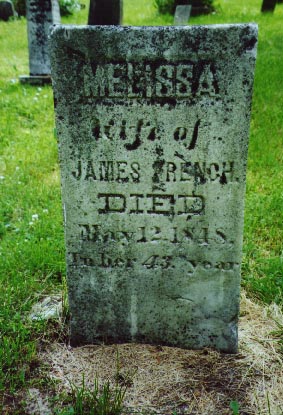 MELISSA
Wife of
JAMES FRENCH.
DIED
May 12. 1848.
In her 43. year